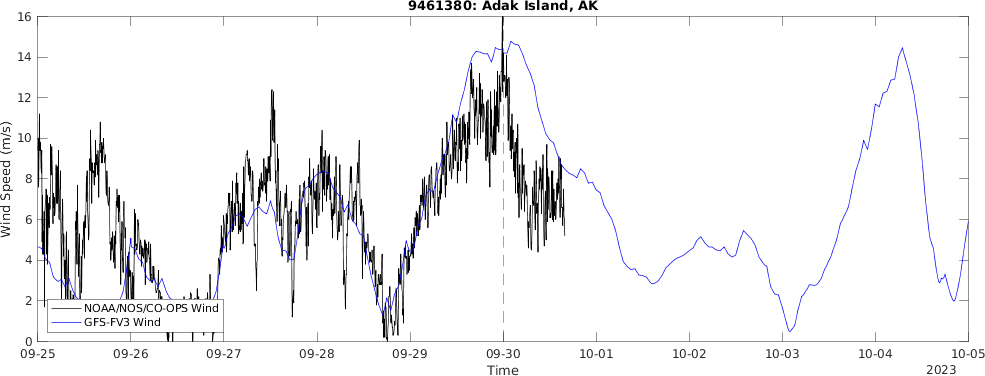 9461380: Adak Island, AK
16
14
12
10
8
6
4
2
0
Wind Speed (m/s)
NOAA/NOS/CO-OPS Wind
GFS-FV3 Wind
09-25 09-26 09-27 09-28 09-29 09-30 10-01 10-02 10-03 10-04 10-05
Time
2023